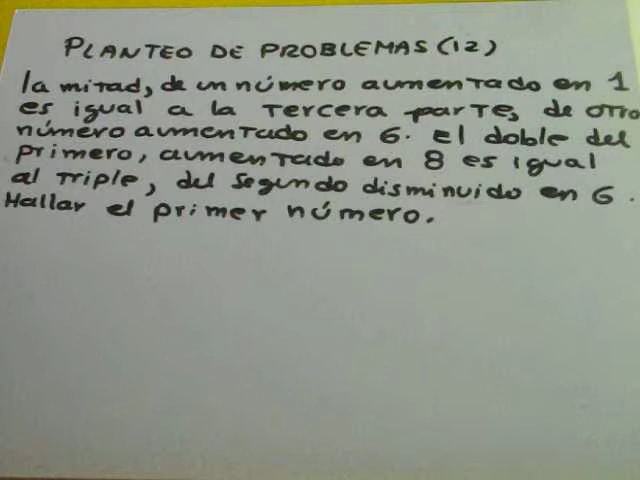 PLANTEO DE PROBLEMAS (12)
la mitad, de un número aumentado en 1
es igual a la tercera parte, de otro
número aumentado en 6. el doble del
primero, aumentado en 8 es igual
al triple, del segundo disminuido en 6.
Hallar el primer número.